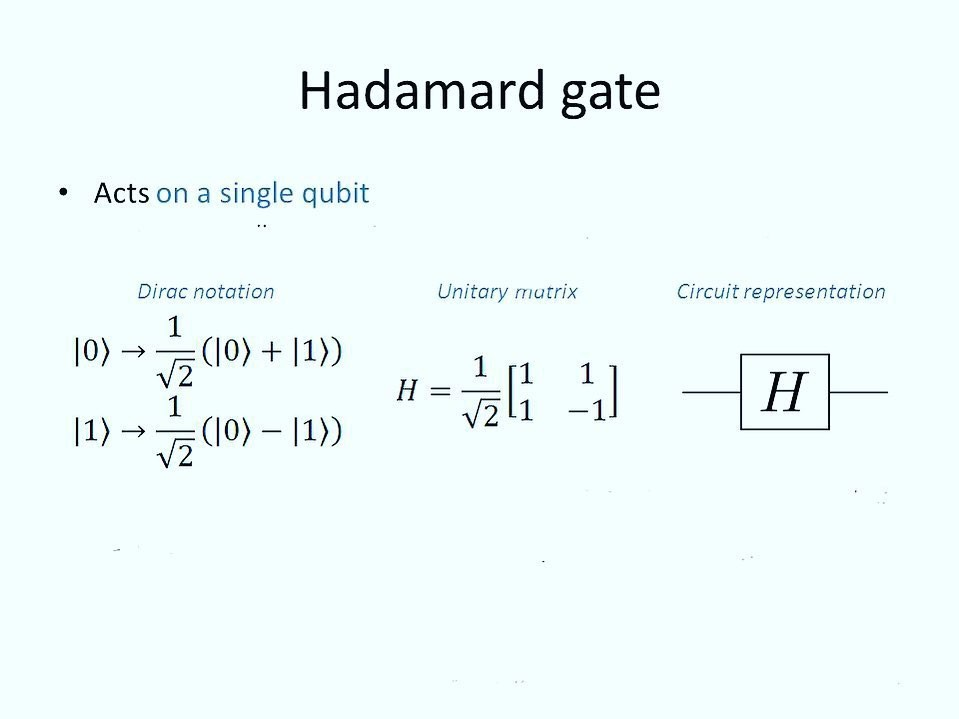 Hadamard gate
• Acts on a single qubit
Dirac notation
Unitary matrix
Circuit representation
|0⟩ → 1/√2 (|0⟩ + |1⟩)
|1⟩ → 1/√2 (|0⟩ − |1⟩)
H = 1/√2 [1 1
1 −1]
H